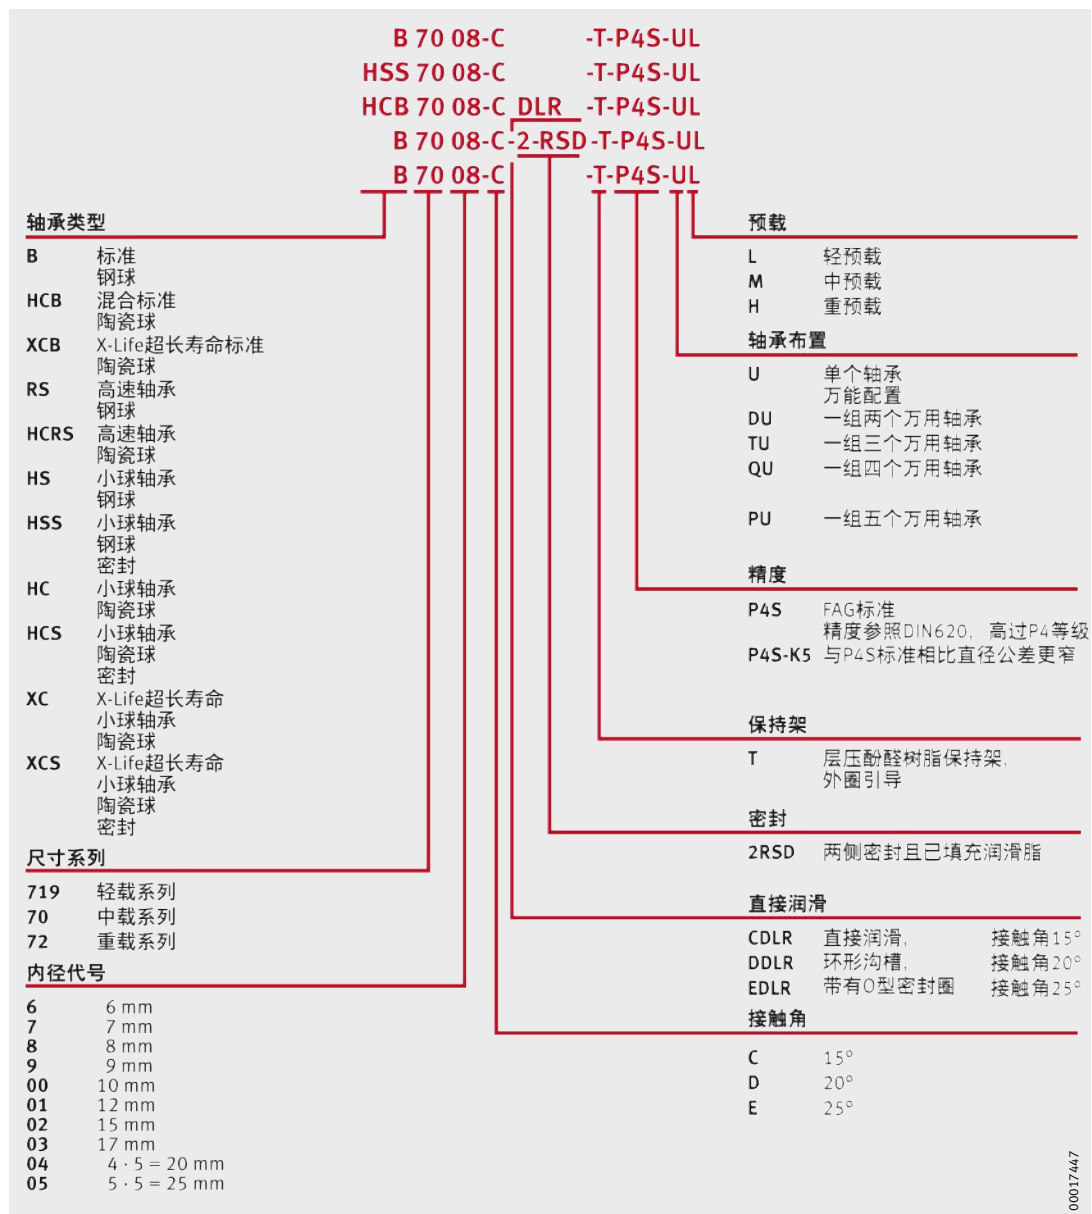 B 70 08-C -T-P4S-UL
HSS 70 08-C -T-P4S-UL
HCB 70 08-C DLR -T-P4S-UL
B 70 08-C-2-RSD-T-P4S-UL
B 70 08-C -T-P4S-UL
轴承类型
B 标准
钢球
HCB 混合标准
陶瓷球
XCB X-Life超长寿命标准
陶瓷球
RS 高速轴承
钢球
HCRS 高速轴承
陶瓷球
HS 小球轴承
钢球
HSS 小球轴承
钢球
密封
HC 小球轴承
陶瓷球
HCS 小球轴承
陶瓷球
密封
XC X-Life超长寿命
小球轴承
陶瓷球
XCS X-Life超长寿命
小球轴承
陶瓷球
密封
尺寸系列
719 轻载系列
70 中载系列
72 重载系列
内径代号
6 6 mm
7 7 mm
8 8 mm
9 9 mm
00 10 mm
01 12 mm
02 15 mm
03 17 mm
04 4 · 5 = 20 mm
05 5 · 5 = 25 mm
预载
L 轻预载
M 中预载
H 重预载
轴承布置
U 单个轴承
万能配置
DU 一组两个万用轴承
TU 一组三个万用轴承
QU 一组四个万用轴承
PU 一组五个万用轴承
精度
P4S FAG标准
精度参照DIN620, 高过P4等级
P4S-K5 与P4S标准相比直径公差更窄
保持架
T 层压酚醛树脂保持架,
外圈引导
密封
2RSD 两侧密封且已填充润滑脂
直接润滑
CDLR 直接润滑, 接触角15°
DDLR 环形沟槽, 接触角20°
EDLR 带有O型密封圈 接触角25°
接触角
C 15°
D 20°
E 25°
00017447